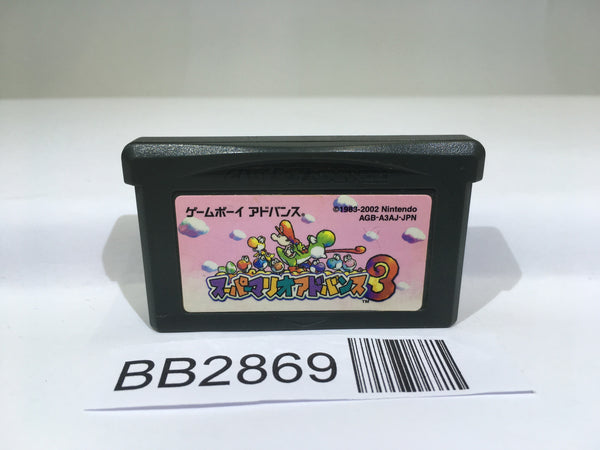 ゲームボーイ アドバンス®
©1983-2002 Nintendo
AGB-A3AJ-JPN
スーパーマリオアドバンス3
TM
BB2869